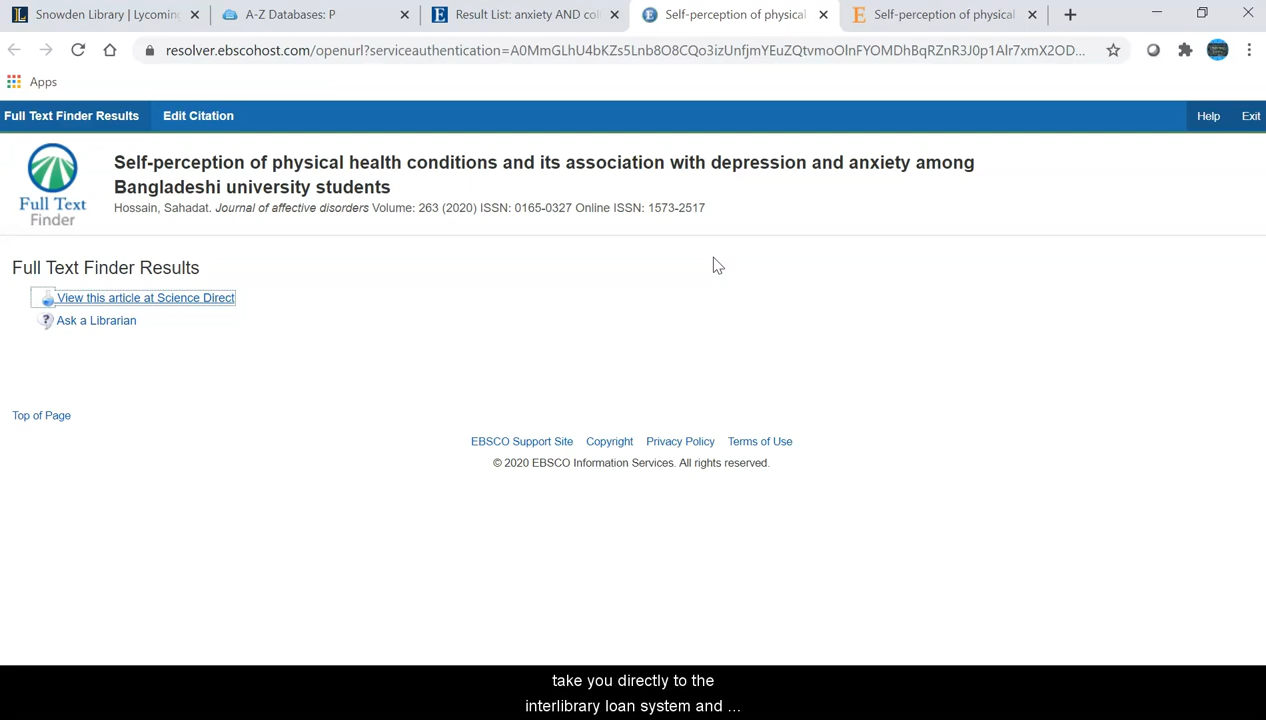 Snowden Library | Lycoming
A-Z Databases: P
Result List: anxiety AND col
Self-perception of physical
Self-perception of physical
resolver.ebscohost.com/openurl?serviceauthentication=A0MmGLhU4bKZs5Lnb8O8CQo3izUnfjmYEuZQtvmoOlnFYOMDhBqRZnR3J0p1Alr7xmX2OD...
Apps
Full Text Finder Results
Edit Citation
Help
Exit
Self-perception of physical health conditions and its association with depression and anxiety among
Bangladeshi university students
Hossain, Sahadat. Journal of affective disorders Volume: 263 (2020) ISSN: 0165-0327 Online ISSN: 1573-2517
Full Text
Finder
Full Text Finder Results
View this article at Science Direct
Ask a Librarian
Top of Page
EBSCO Support Site Copyright Privacy Policy Terms of Use
© 2020 EBSCO Information Services. All rights reserved.
take you directly to the
interlibrary loan system and ...